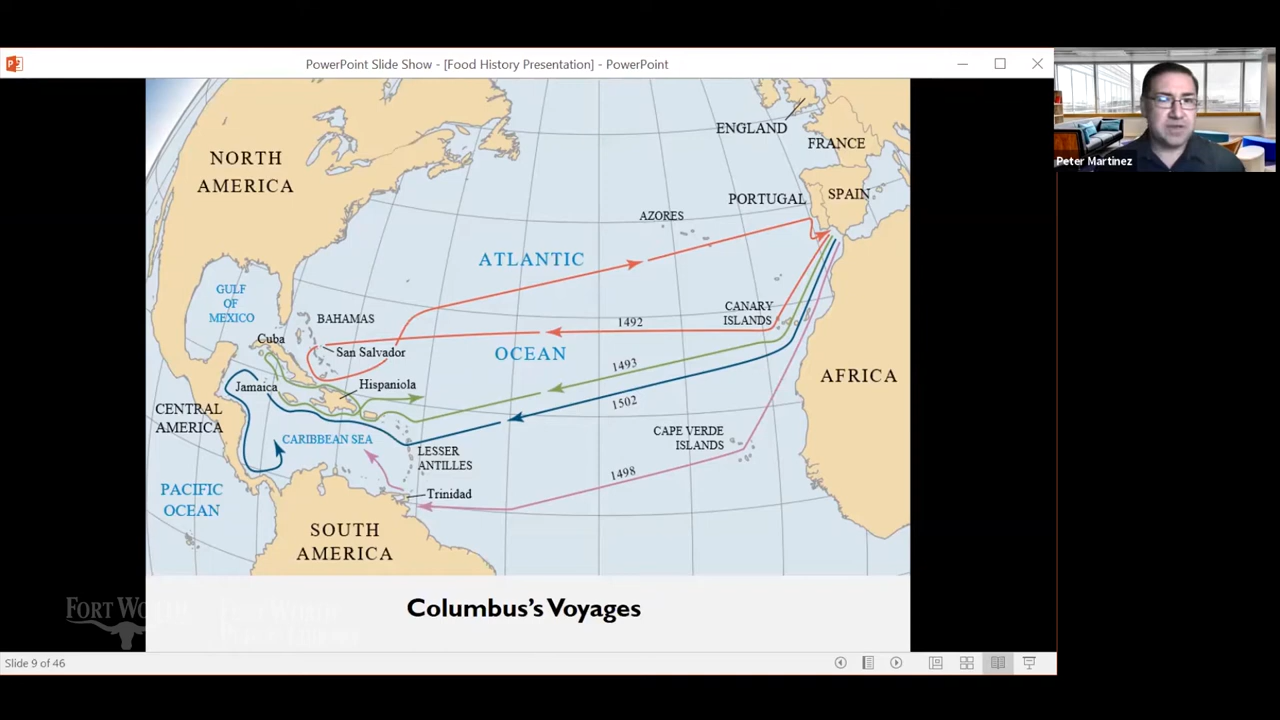 PowerPoint Slide Show - [Food History Presentation] - PowerPoint
Peter Martinez
ENGLAND
FRANCE
NORTH
AMERICA
PORTUGAL
SPAIN
AZORES
ATLANTIC
GULF
OF
MEXICO
BAHAMAS
CANARY
ISLANDS
1492
Cuba
San Salvador
OCEAN
1493
Jamaica
Hispaniola
AFRICA
1502
CENTRAL
AMERICA
CARIBBEAN SEA
CAPE VERDE
ISLANDS
LESSER
ANTILLES
1498
PACIFIC
OCEAN
Trinidad
SOUTH
AMERICA
Columbus's Voyages
FORT WORTH
Slide 9 of 46